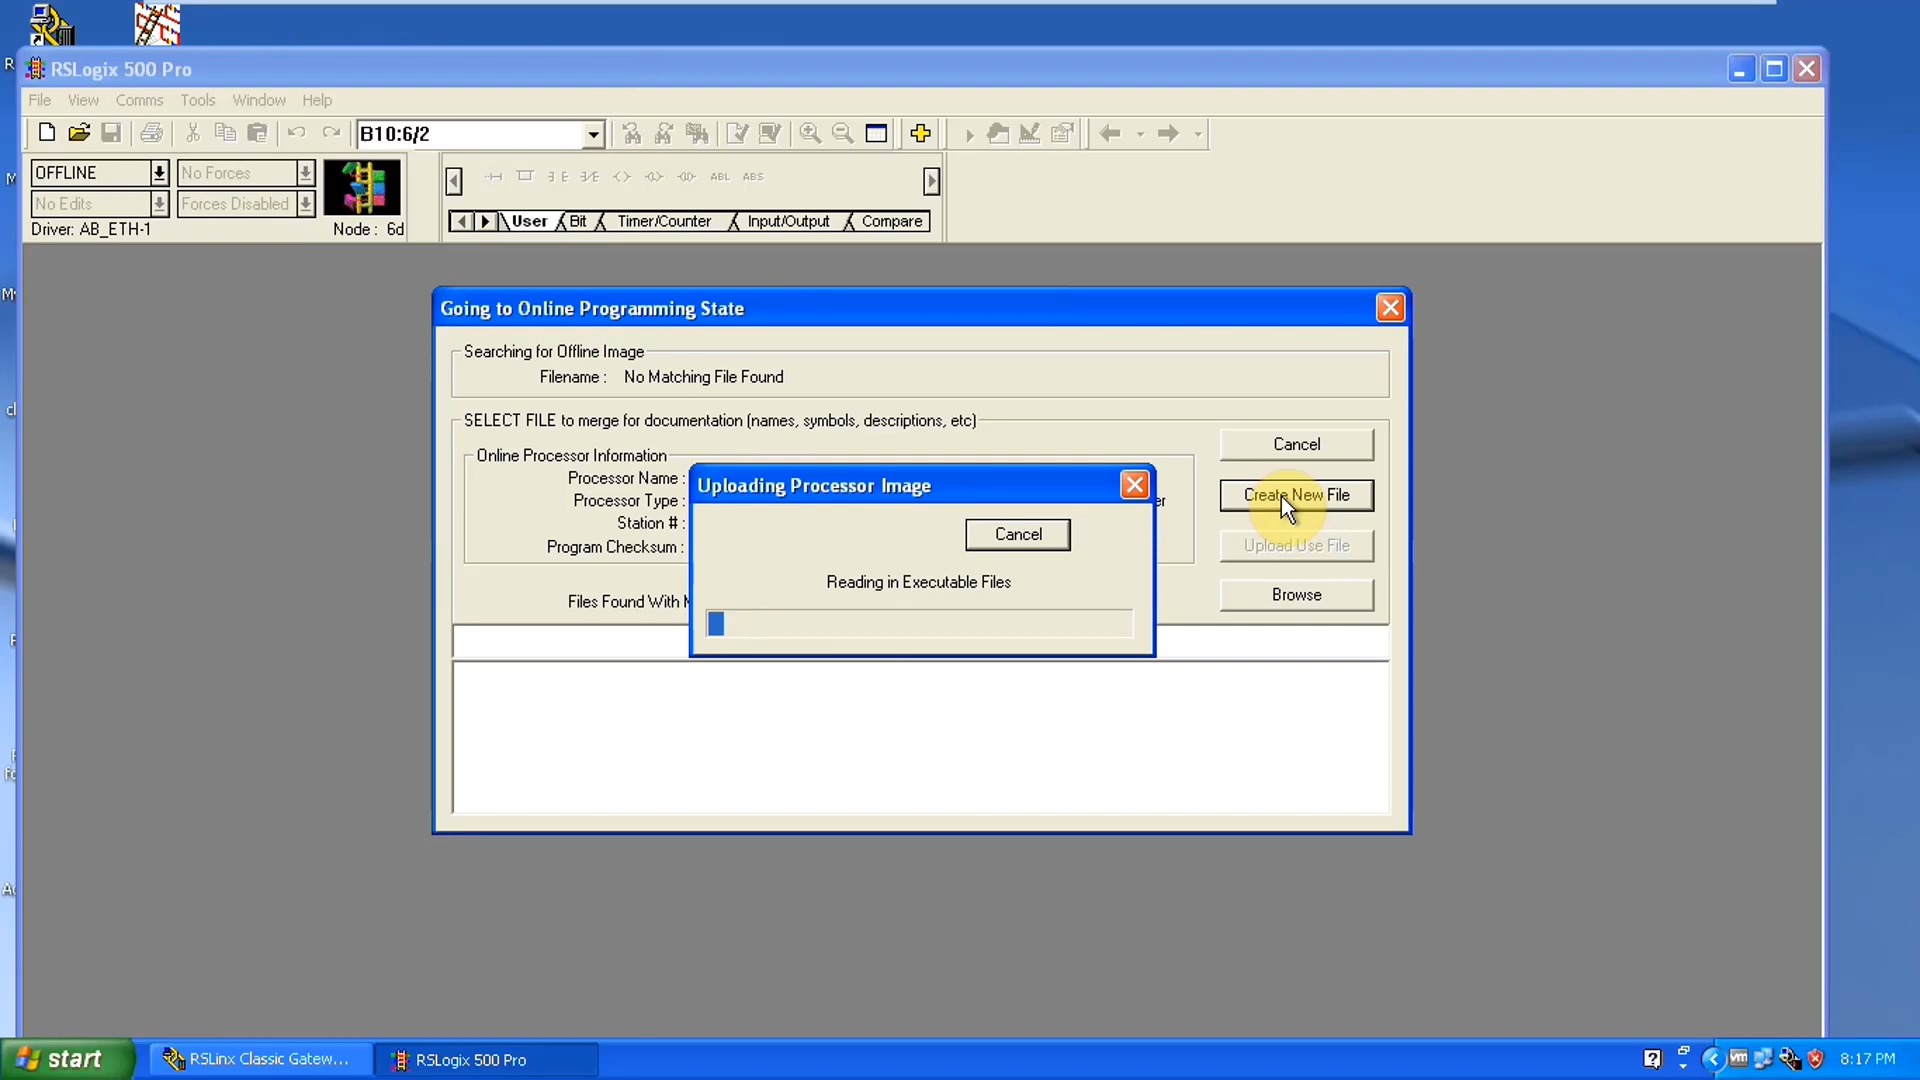 R
RSLogix 500 Pro
File View Comms Tools Window Help
B10:6/2
OFFLINE
No Forces
No Edits
Forces Disabled
Driver: AB_ETH-1
Node : 6d
ABL ABS
User Bit Timer/Counter Input/Output Compare
Going to Online Programming State
Searching for Offline Image
Filename : No Matching File Found
SELECT FILE to merge for documentation (names, symbols, descriptions, etc)
Online Processor Information
Processor Name :
Processor Type :
er
Station # :
Program Checksum :
Files Found With M
Cancel
Create New File
Upload Use File
Browse
Uploading Processor Image
Cancel
Reading in Executable Files
start
RSLinx Classic Gatew...
RSLogix 500 Pro
8:17 PM